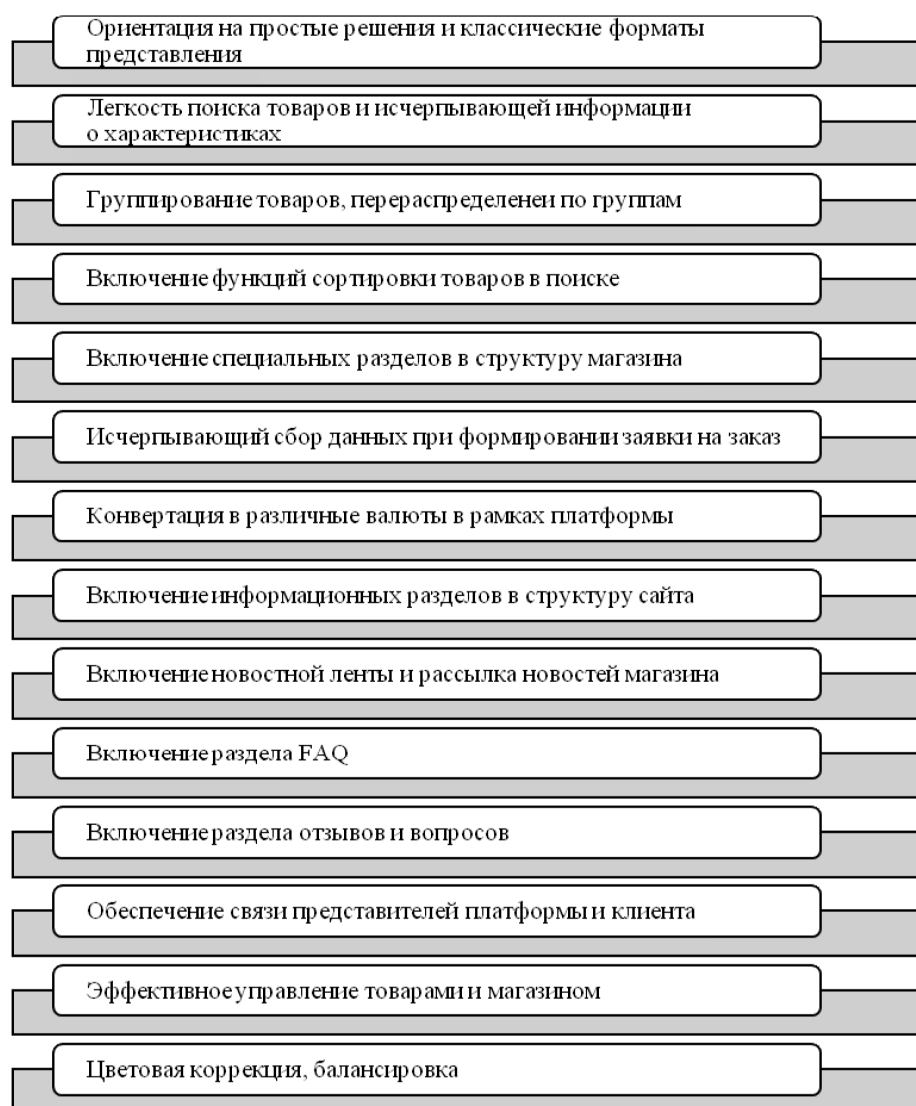 Ориентация на простые решения и классические форматы
представления
Легкость поиска товаров и исчерпывающей информации
о характеристиках
Группирование товаров, перераспределенеи по группам
Включение функций сортировки товаров в поиске
Включение специальных разделов в структуру магазина
Исчерпывающий сбор данных при формировании заявки на заказ
Конвертация в различные валюты в рамках платформы
Включение информационных разделов в структуру сайта
Включение новостной ленты и рассылка новостей магазина
Включение раздела FAQ
Включение раздела отзывов и вопросов
Обеспечение связи представителей платформы и клиента
Эффективное управление товарами и магазином
Цветовая коррекция, балансировка